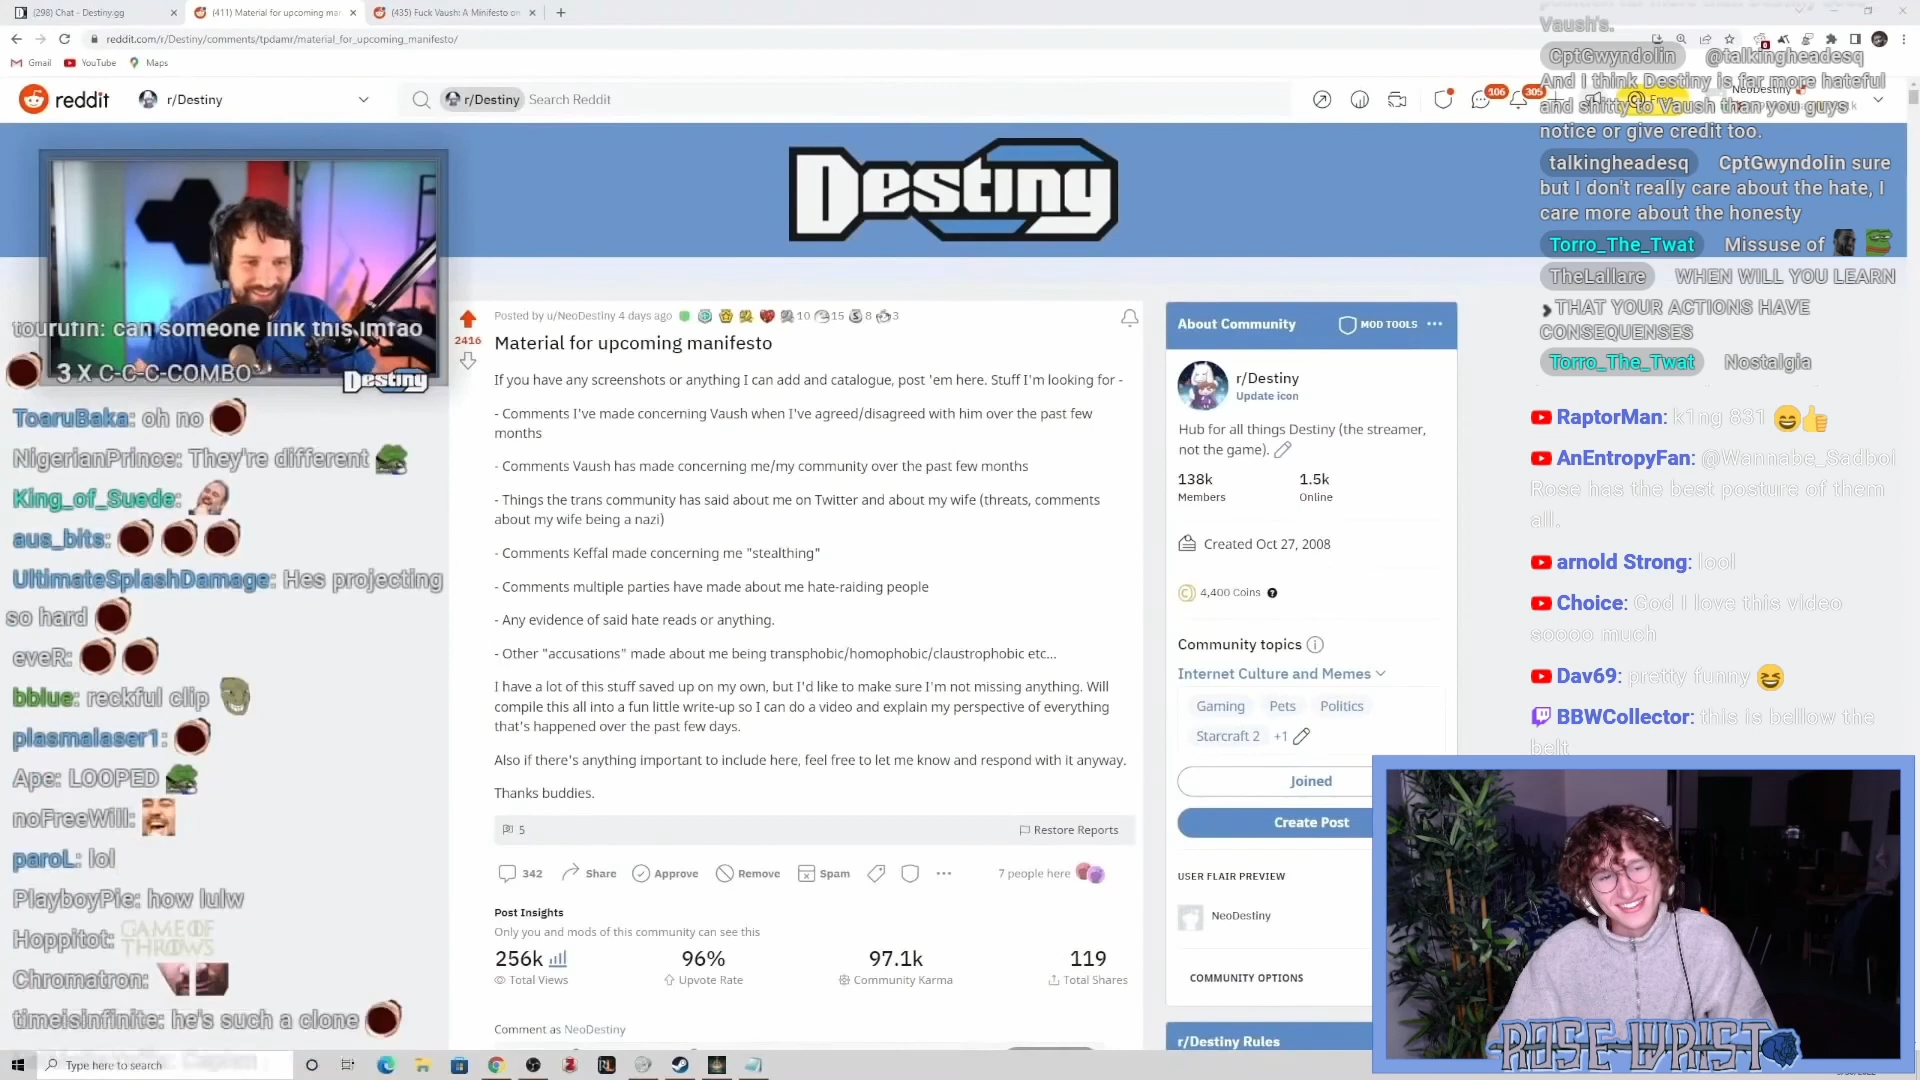 (298) Chat - Destiny.gg
(411) Material for upcoming mar
(435) Fuck Vaush: A Minifesto on
reddit.com/r/Destiny/comments/tpdamr/material_for_upcoming_manifesto/
Gmail
YouTube
Maps
reddit
r/Destiny
r/Destiny
Search Reddit
106
305
NeoDestiny
Destiny
tourutin: can someone link this lmfao
3 X C-C-C-COMBO
Destiny
ToaruBaka: oh no
NigerianPrince: They're different
King_of_Suede:
aus_bits:
UltimateSplashDamage: Hes projecting
so hard
eveR:
bblue: reckful clip
plasmalaser1:
Ape: LOOPED
noFreeWill:
paroL: lol
PlayboyPie: how lulw
Hoppitot: GAME OF THRONES
Chromatron:
timeisinfinite: he's such a clone
Type here to search
Posted by u/NeoDestiny 4 days ago
10
15
8
3
2416
Material for upcoming manifesto
If you have any screenshots or anything I can add and catalogue, post 'em here. Stuff I'm looking for -
- Comments I've made concerning Vaush when I've agreed/disagreed with him over the past few
months
- Comments Vaush has made concerning me/my community over the past few months
- Things the trans community has said about me on Twitter and about my wife (threats, comments
about my wife being a nazi)
- Comments Keffal made concerning me "stealthing"
- Comments multiple parties have made about me hate-raiding people
- Any evidence of said hate reads or anything.
- Other "accusations" made about me being transphobic/homophobic/claustrophobic etc...
I have a lot of this stuff saved up on my own, but I'd like to make sure I'm not missing anything. Will
compile this all into a fun little write-up so I can do a video and explain my perspective of everything
that's happened over the past few days.
Also if there's anything important to include here, feel free to let me know and respond with it anyway.
Thanks buddies.
5
Restore Reports
342
Share
Approve
Remove
Spam
7 people here
Post Insights
Only you and mods of this community can see this
256k
96%
97.1k
119
Total Views
Upvote Rate
Community Karma
Total Shares
Comment as NeoDestiny
About Community
MOD TOOLS
r/Destiny
Update icon
Hub for all things Destiny (the streamer,
not the game).
138k
1.5k
Members
Online
Created Oct 27, 2008
4,400 Coins
Community topics
Internet Culture and Memes
Gaming
Pets
Politics
Starcraft 2
+1
Joined
Create Post
USER FLAIR PREVIEW
NeoDestiny
COMMUNITY OPTIONS
r/Destiny Rules
Vaush's.
CptGwyndolin @talkingheadesq
And I think Destiny is far more hateful
and shitty to Vaush than you guys
notice or give credit too.
talkingheadesq CptGwyndolin sure
but I don't really care about the hate, I
care more about the honesty
Torro_The_Twat Missuse of
TheLallare WHEN WILL YOU LEARN
THAT YOUR ACTIONS HAVE
CONSEQUENSES
Torro_The_Twat Nostalgia
RaptorMan: k1ng 831
AnEntropyFan: @Wannabe_Sadboi
Rose has the best posture of them
all.
arnold Strong: lool
Choice: God I love this video
soooo much
Dav69: pretty funny
BBWCollector: this is belllow the
belt
ROSE WRIST